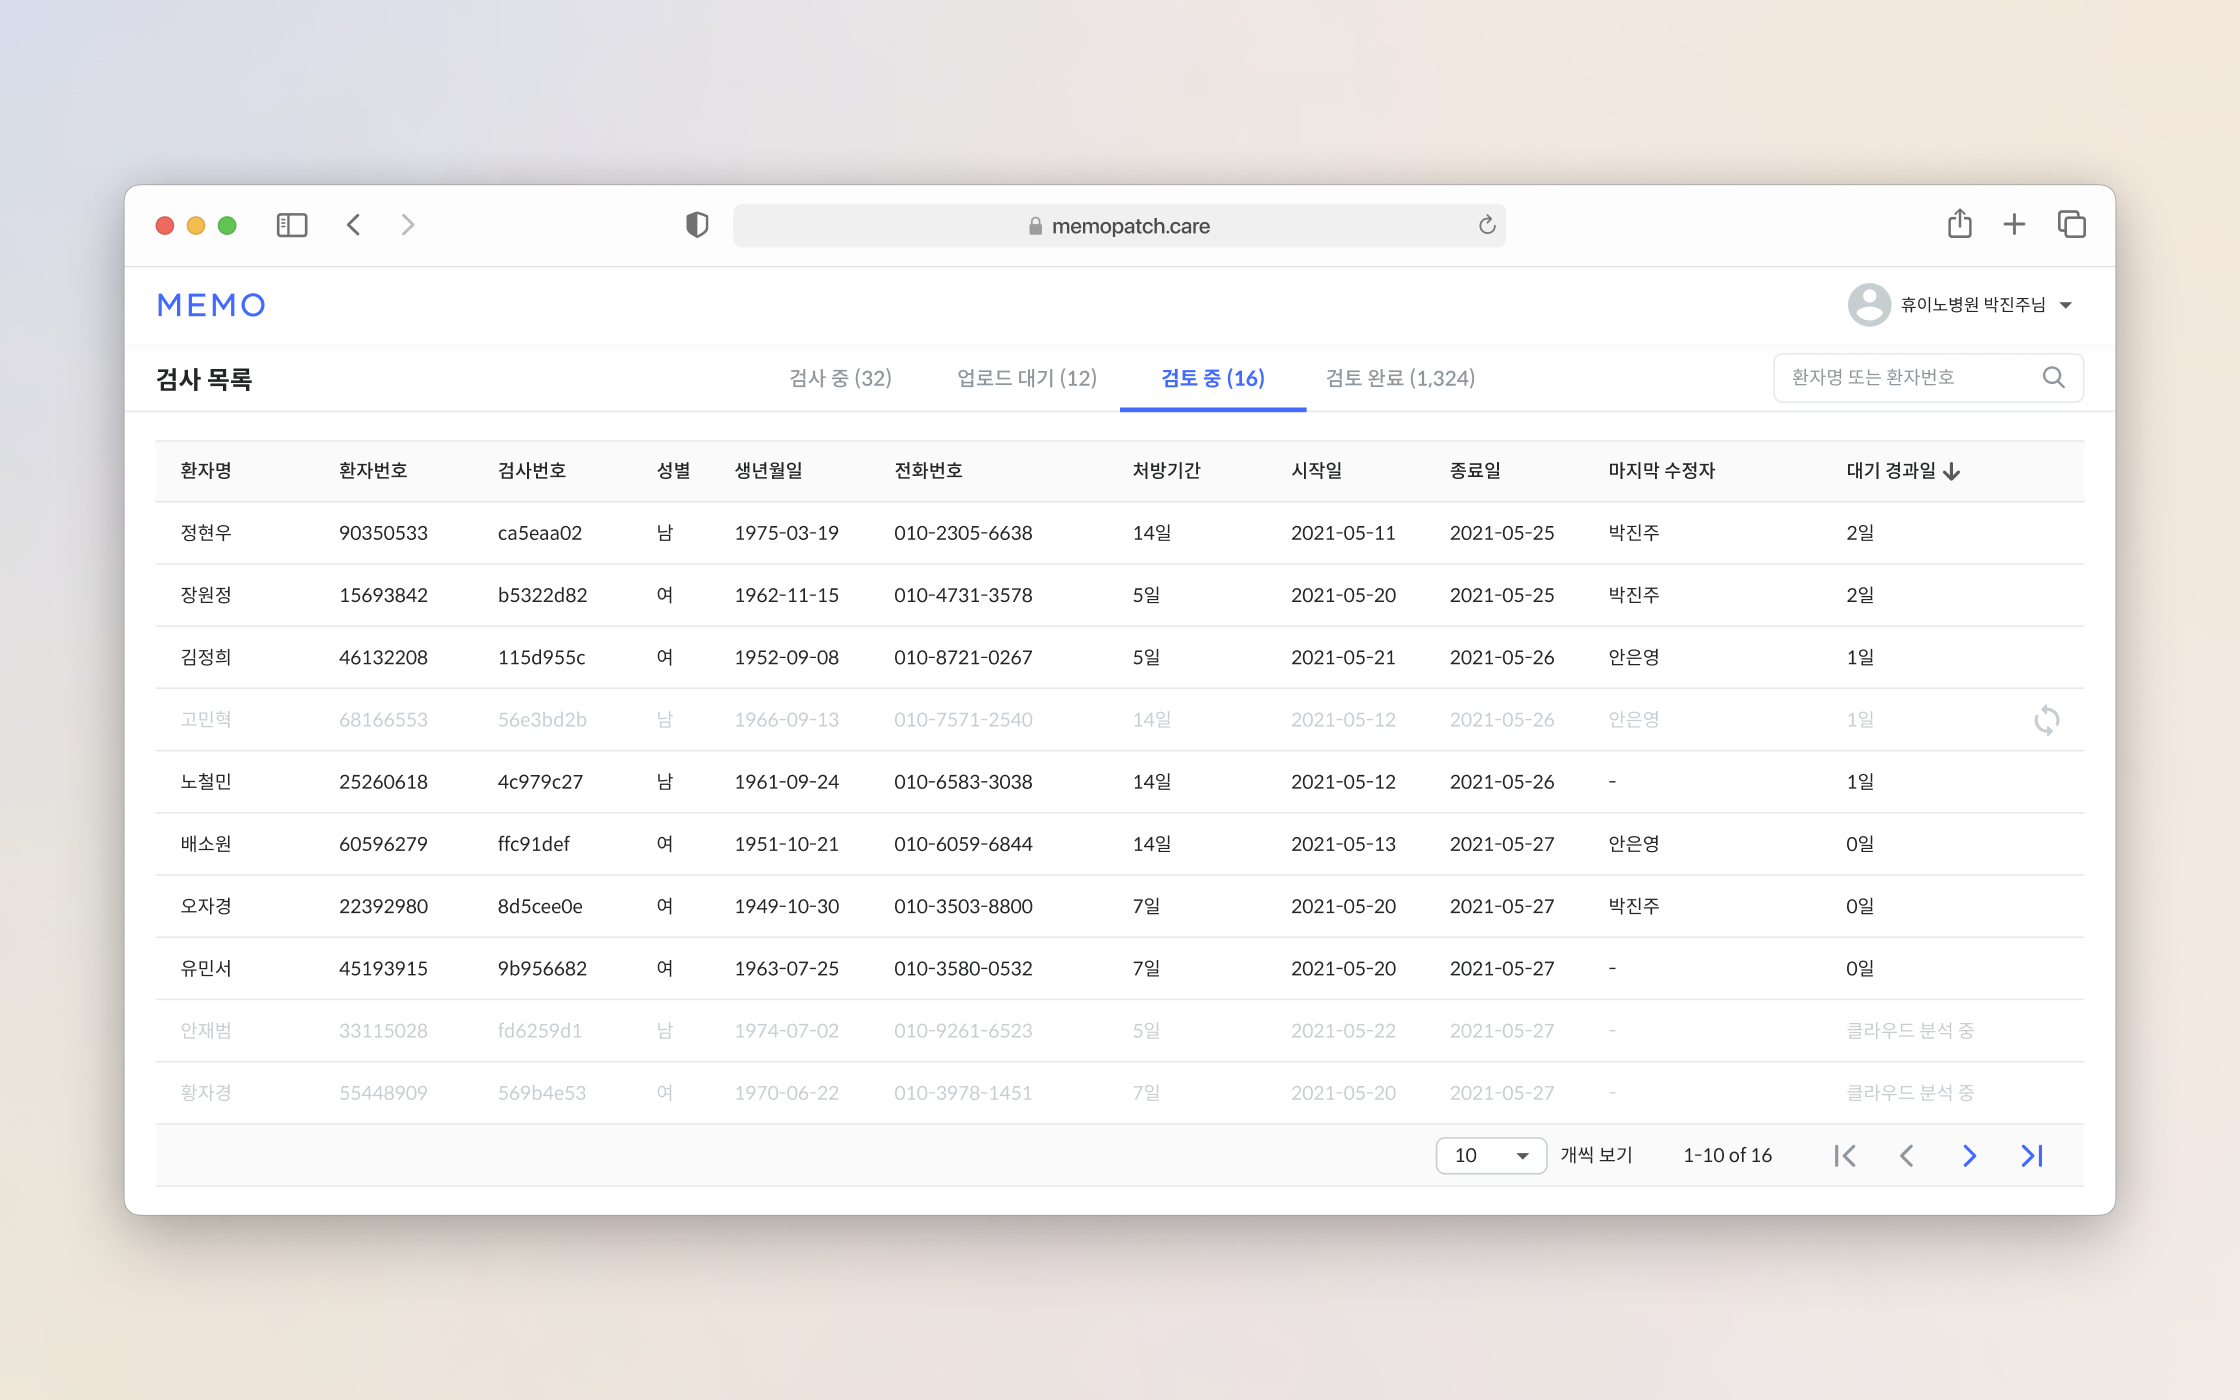 memopatch.care
MEMO
휴이노병원 박진주님
검사 목록 검사 중 (32) 업로드 대기 (12) 검토 중 (16) 검토 완료 (1,324) 환자명 또는 환자번호
환자명 환자번호 검사번호 성별 생년월일 전화번호 처방기간 시작일 종료일 마지막 수정자 대기 경과일
정현우 90350533 ca5eaa02 남 1975-03-19 010-2305-6638 14일 2021-05-11 2021-05-25 박진주 2일
장원정 15693842 b5322d82 여 1962-11-15 010-4731-3578 5일 2021-05-20 2021-05-25 박진주 2일
김정희 46132208 115d955c 여 1952-09-08 010-8721-0267 5일 2021-05-21 2021-05-26 안은영 1일
고민혁 68166553 56e3bd2b 남 1966-09-13 010-7571-2540 14일 2021-05-12 2021-05-26 안은영 1일
노철민 25260618 4c979c27 남 1961-09-24 010-6583-3038 14일 2021-05-12 2021-05-26 - 1일
배소원 60596279 ffc91def 여 1951-10-21 010-6059-6844 14일 2021-05-13 2021-05-27 안은영 0일
오자경 22392980 8d5cee0e 여 1949-10-30 010-3503-8800 7일 2021-05-20 2021-05-27 박진주 0일
유민서 45193915 9b956682 여 1963-07-25 010-3580-0532 7일 2021-05-20 2021-05-27 - 0일
안재범 33115028 fd6259d1 남 1974-07-02 010-9261-6523 5일 2021-05-22 2021-05-27 - 클라우드 분석 중
황자경 55448909 569b4e53 여 1970-06-22 010-3978-1451 7일 2021-05-20 2021-05-27 - 클라우드 분석 중
10 개씩 보기 1-10 of 16